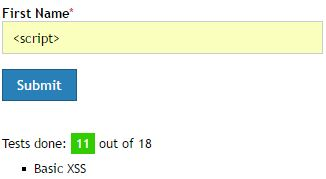 First Name*
<script>
Submit
Tests done: 11 out of 18
Basic XSS